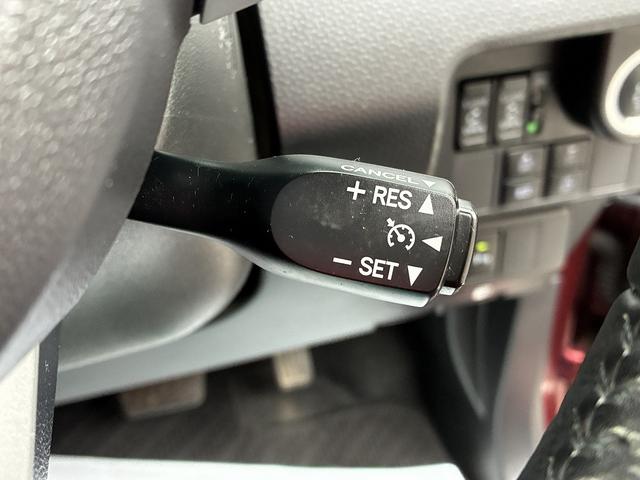 CANCEL ▼
+ RES ▲
◀
− SET ▼